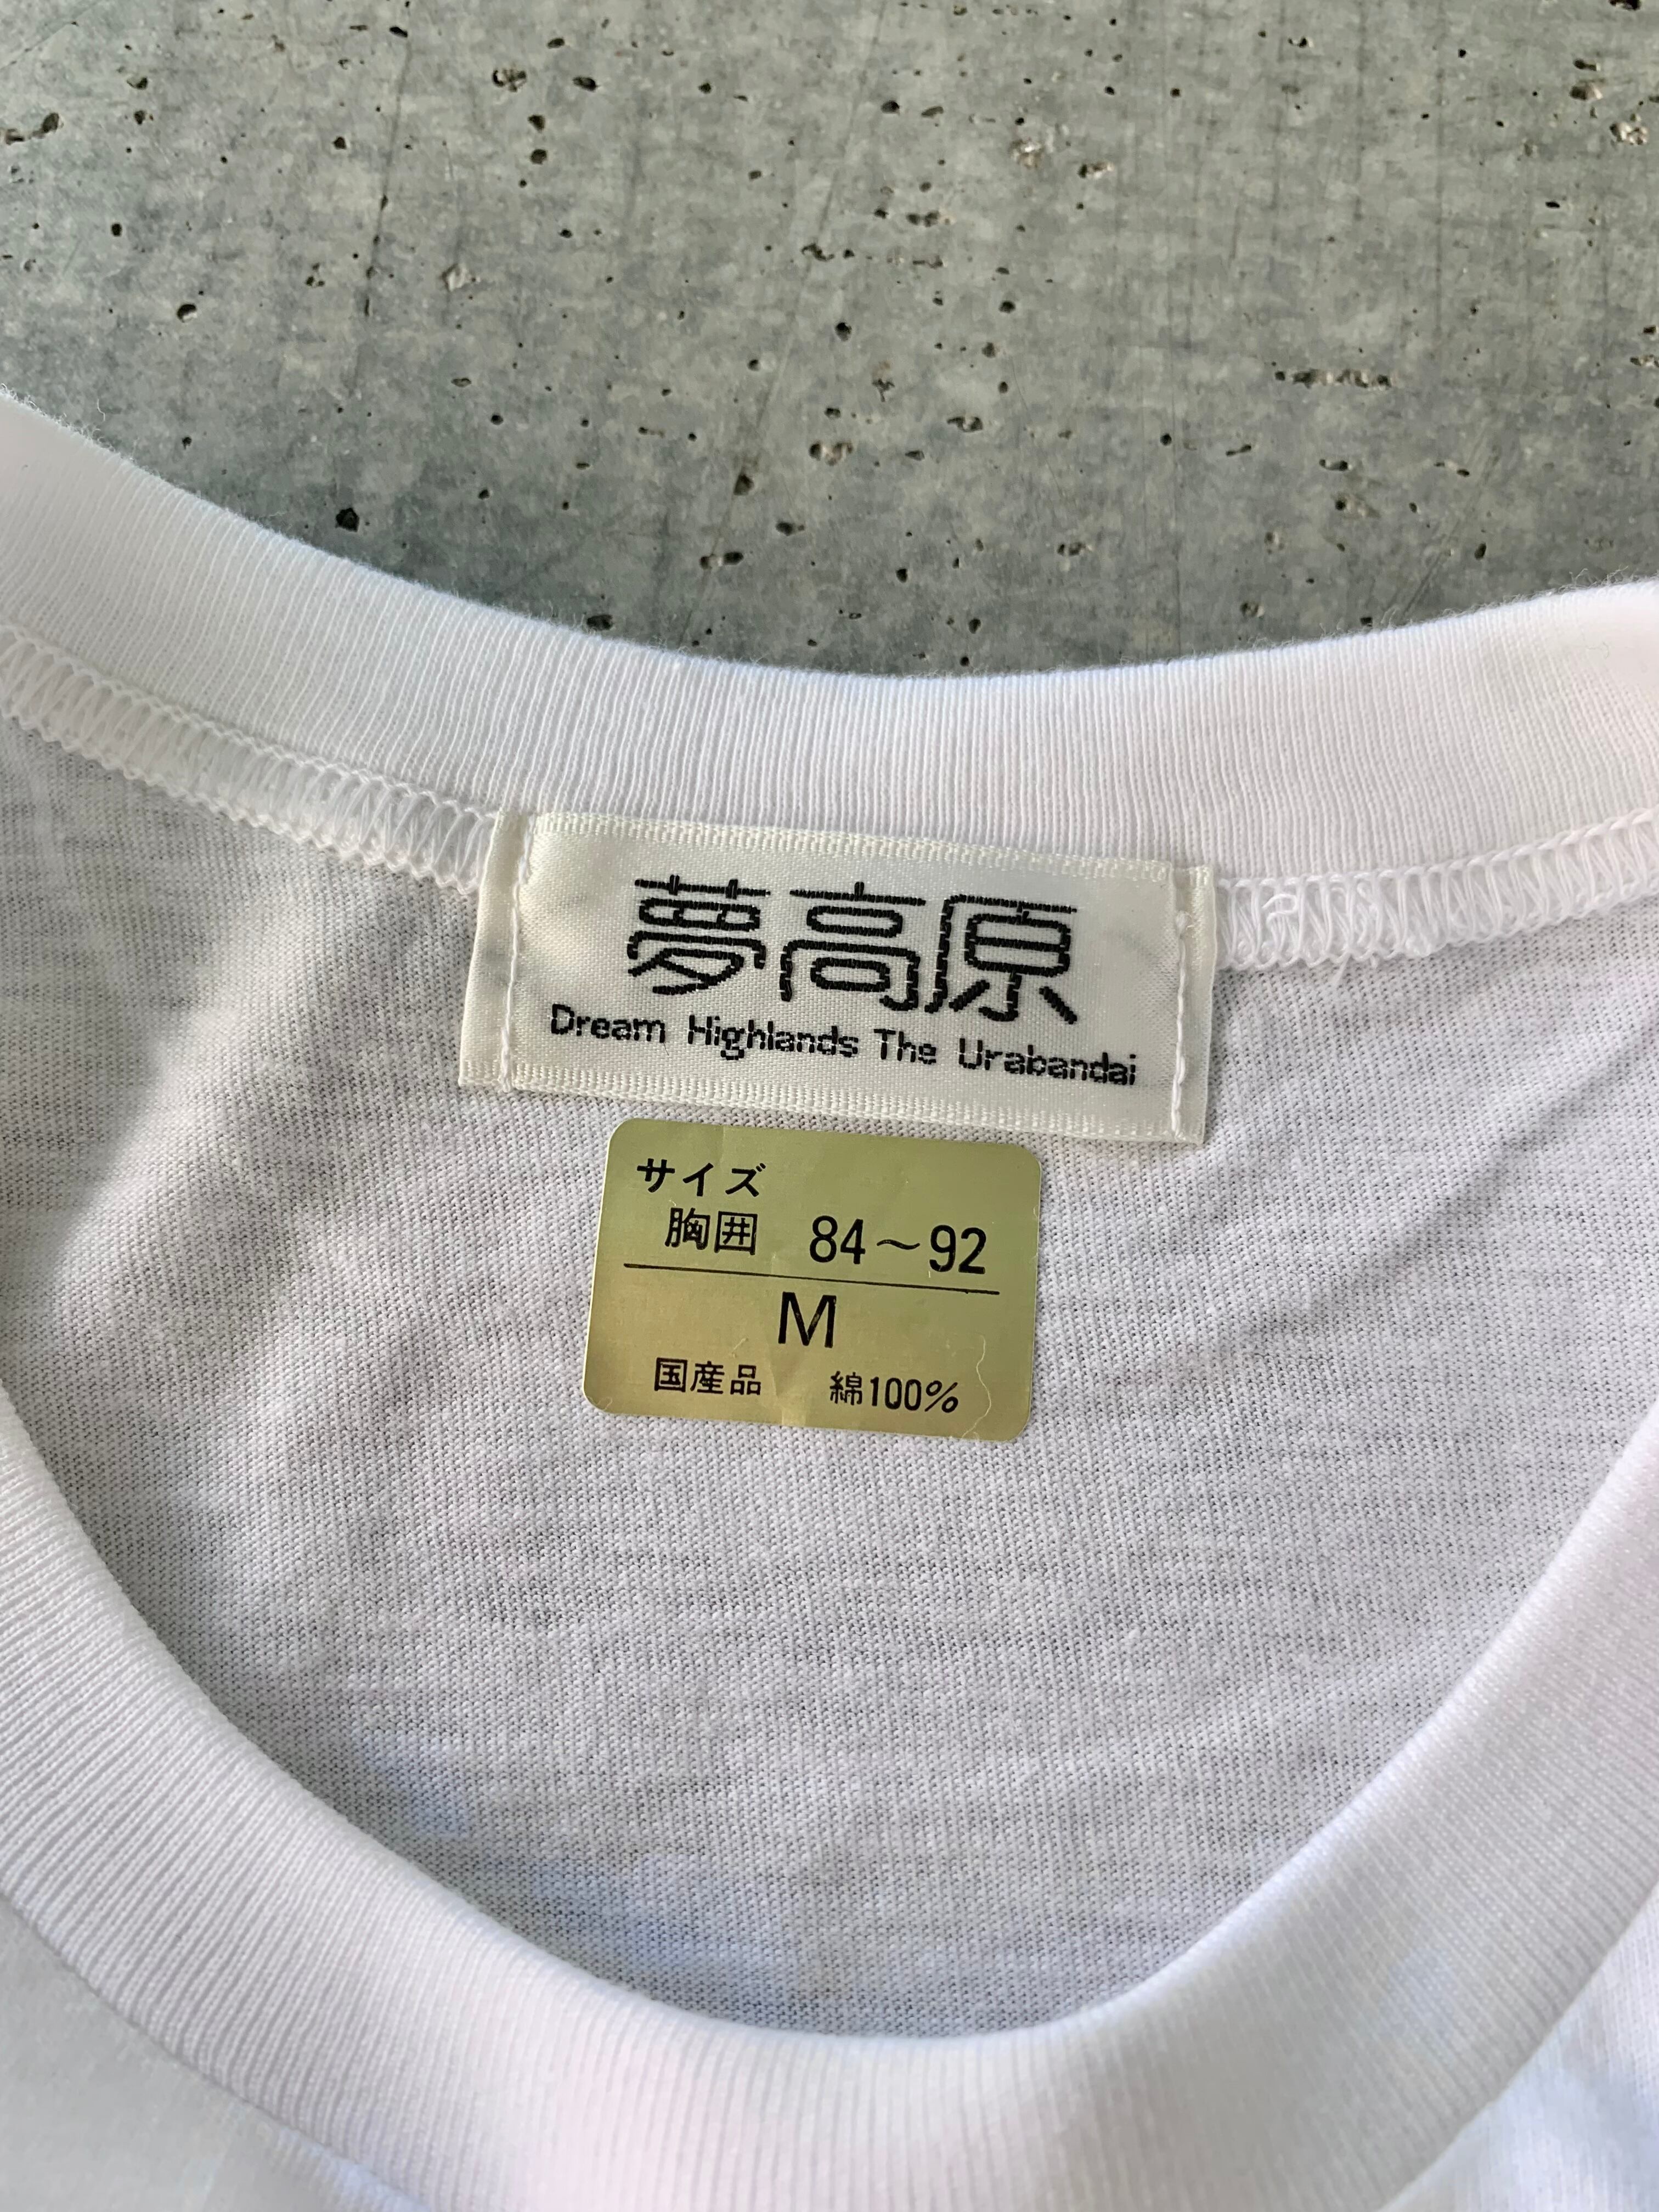 夢高原
Dream Highlands The Urabandai
サイズ
胸囲 84～92
M
国産品 綿100%